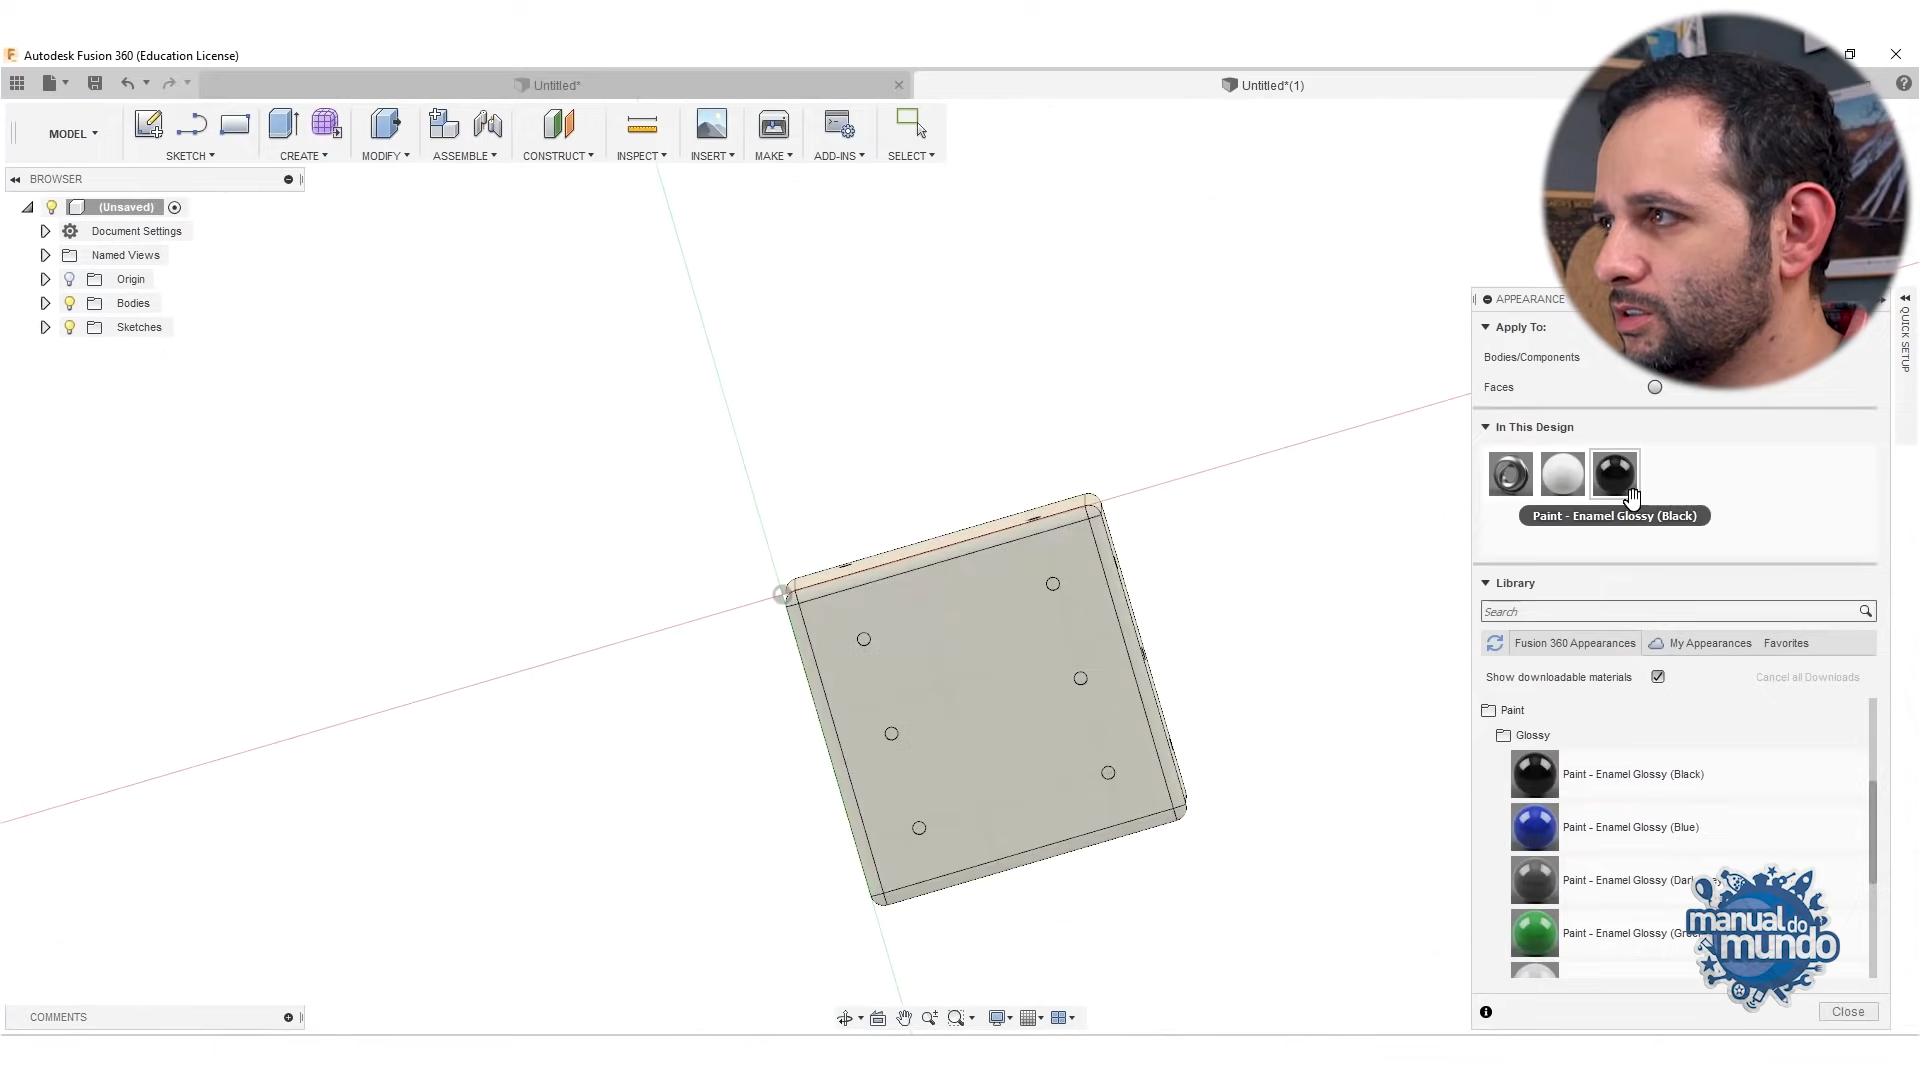 Autodesk Fusion 360 (Education License)
Untitled*
Untitled*(1)
MODEL
SKETCH
CREATE
MODIFY
ASSEMBLE
CONSTRUCT
INSPECT
INSERT
MAKE
ADD-INS
SELECT
BROWSER
(Unsaved)
Document Settings
Named Views
Origin
Bodies
Sketches
APPEARANCE
QUICK SETUP
Apply To:
Bodies/Components
Faces
In This Design
Paint - Enamel Glossy (Black)
Library
Search
Fusion 360 Appearances
My Appearances
Favorites
Show downloadable materials
Cancel all Downloads
Paint
Glossy
Paint - Enamel Glossy (Black)
Paint - Enamel Glossy (Blue)
Paint - Enamel Glossy
Paint - Enamel Glossy
manual do
mundo
COMMENTS
Close